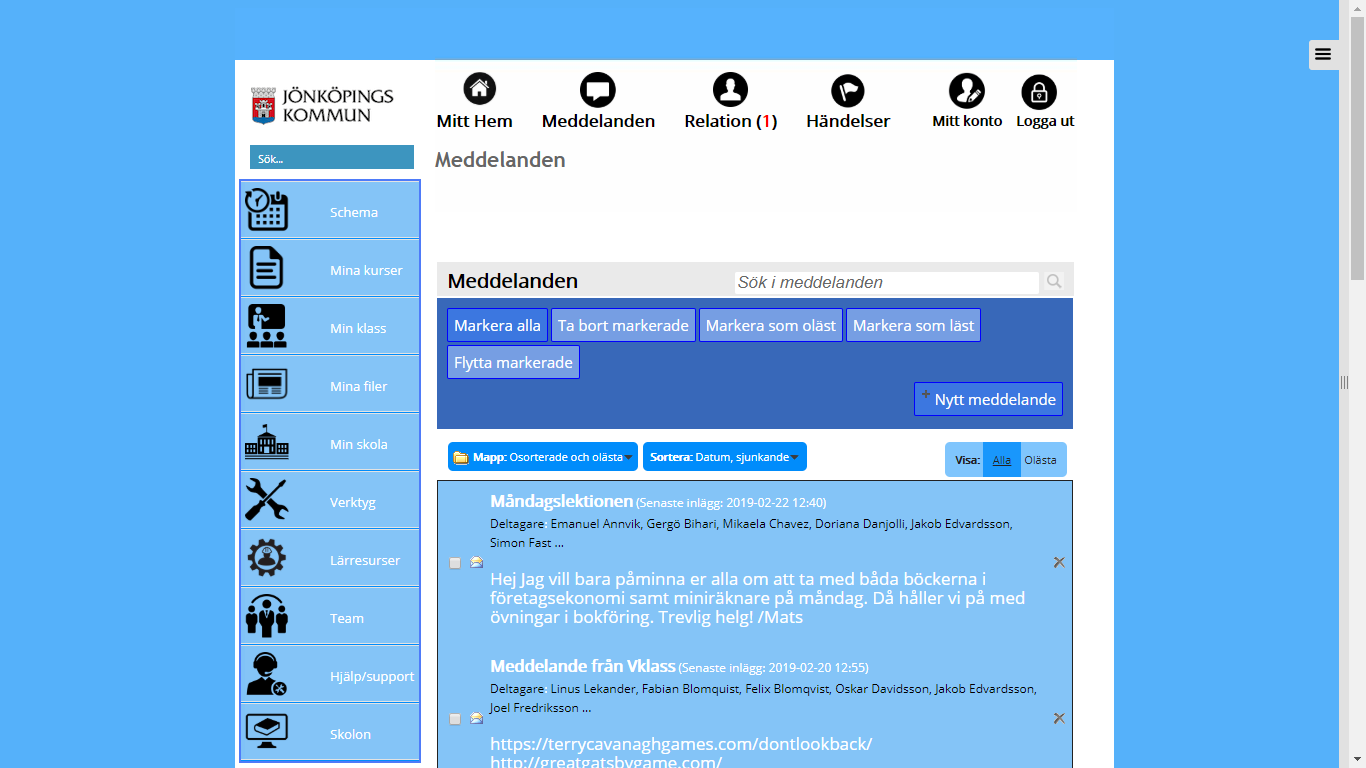 JÖNKÖPINGS
KOMMUN
Mitt Hem
Meddelanden
Relation (1)
Händelser
Mitt konto
Logga ut
Sök...
Meddelanden
Schema
Mina kurser
Min klass
Mina filer
Min skola
Verktyg
Lärresurser
Team
Hjälp/support
Skolon
Meddelanden
Sök i meddelanden
Markera alla
Ta bort markerade
Markera som oläst
Markera som läst
Flytta markerade
+ Nytt meddelande
Mapp: Osorterade och olästa
Sortera: Datum, sjunkande
Visa: Alla Olästa
Måndagslektionen (Senaste inlägg: 2019-02-22 12:40)
Deltagare: Emanuel Annvik, Gergö Bihari, Mikaela Chavez, Doriana Danjolli, Jakob Edvardsson,
Simon Fast ...
Hej Jag vill bara påminna er alla om att ta med båda böckerna i
företagsekonomi samt miniräknare på måndag. Då håller vi på med
övningar i bokföring. Trevlig helg! /Mats
Meddelande från Vklass (Senaste inlägg: 2019-02-20 12:55)
Deltagare: Linus Lekander, Fabian Blomquist, Felix Blomqvist, Oskar Davidsson, Jakob Edvardsson,
Joel Fredriksson ...
https://terrycavanaghgames.com/dontlookback/
http://greatgatsbygame.com/